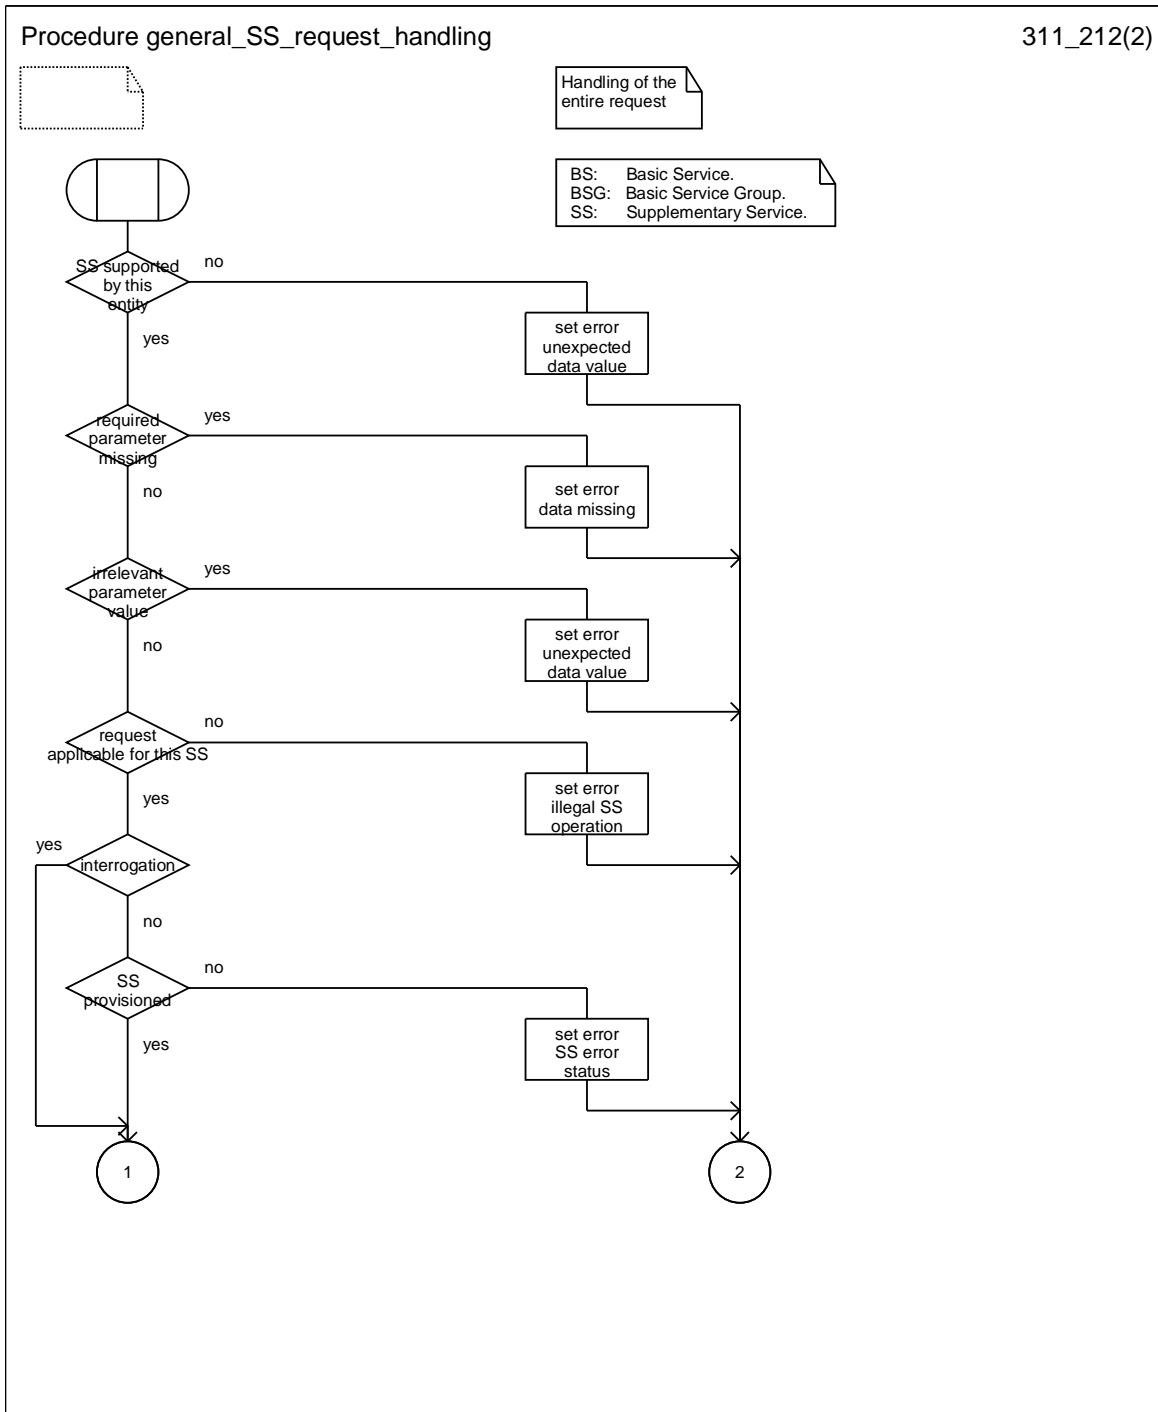 Procedure general_SS_request_handling
311_212(2)
Handling of the
entire request
BS: Basic Service.
BSG: Basic Service Group.
SS: Supplementary Service.
SS supported
by this
entity
no
yes
set error
unexpected
data value
required
parameter
missing
yes
no
set error
data missing
irrelevant
parameter
value
yes
no
set error
unexpected
data value
request
applicable for this SS
no
yes
set error
illegal SS
operation
yes
interrogation
no
SS
provisioned
no
yes
set error
SS error
status
1
2